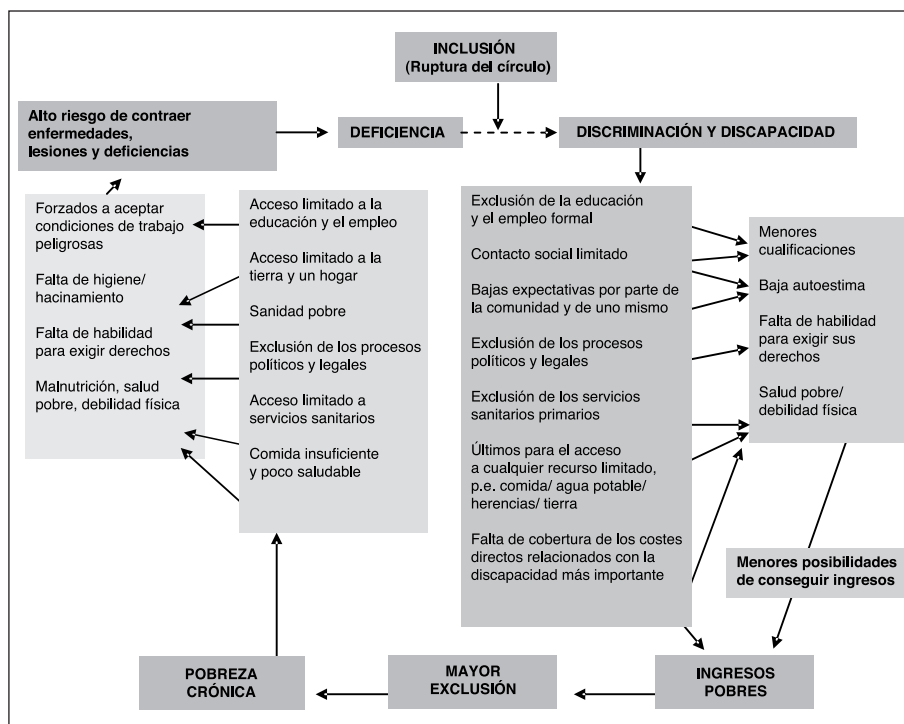 INCLUSIÓN
(Ruptura del círculo)
Alto riesgo de contraer
enfermedades,
lesiones y deficiencias
DEFICIENCIA
DISCRIMINACIÓN Y DISCAPACIDAD
Forzados a aceptar
condiciones de trabajo
peligrosas
Falta de higiene/
hacinamiento
Falta de habilidad
para exigir derechos
Malnutrición, salud
pobre, debilidad física
Acceso limitado a la
educación y el empleo
Acceso limitado a la
tierra y un hogar
Sanidad pobre
Exclusión de los procesos
políticos y legales
Acceso limitado a
servicios sanitarios
Comida insuficiente
y poco saludable
Exclusión de la educación
y el empleo formal
Contacto social limitado
Bajas expectativas por parte de
la comunidad y de uno mismo
Exclusión de los procesos
políticos y legales
Exclusión de los servicios
sanitarios primarios
Últimos para el acceso
a cualquier recurso limitado,
p.e. comida/ agua potable/
herencias/ tierra
Falta de cobertura de los costes
directos relacionados con la
discapacidad más importante
Menores
cualificaciones
Baja autoestima
Falta de habilidad
para exigir sus
derechos
Salud pobre/
debilidad física
Menores posibilidades
de conseguir ingresos
POBREZA
CRÓNICA
MAYOR
EXCLUSIÓN
INGRESOS
POBRES